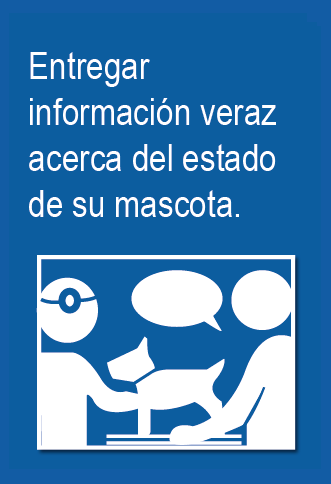 Entregar
información veraz
acerca del estado
de su mascota.